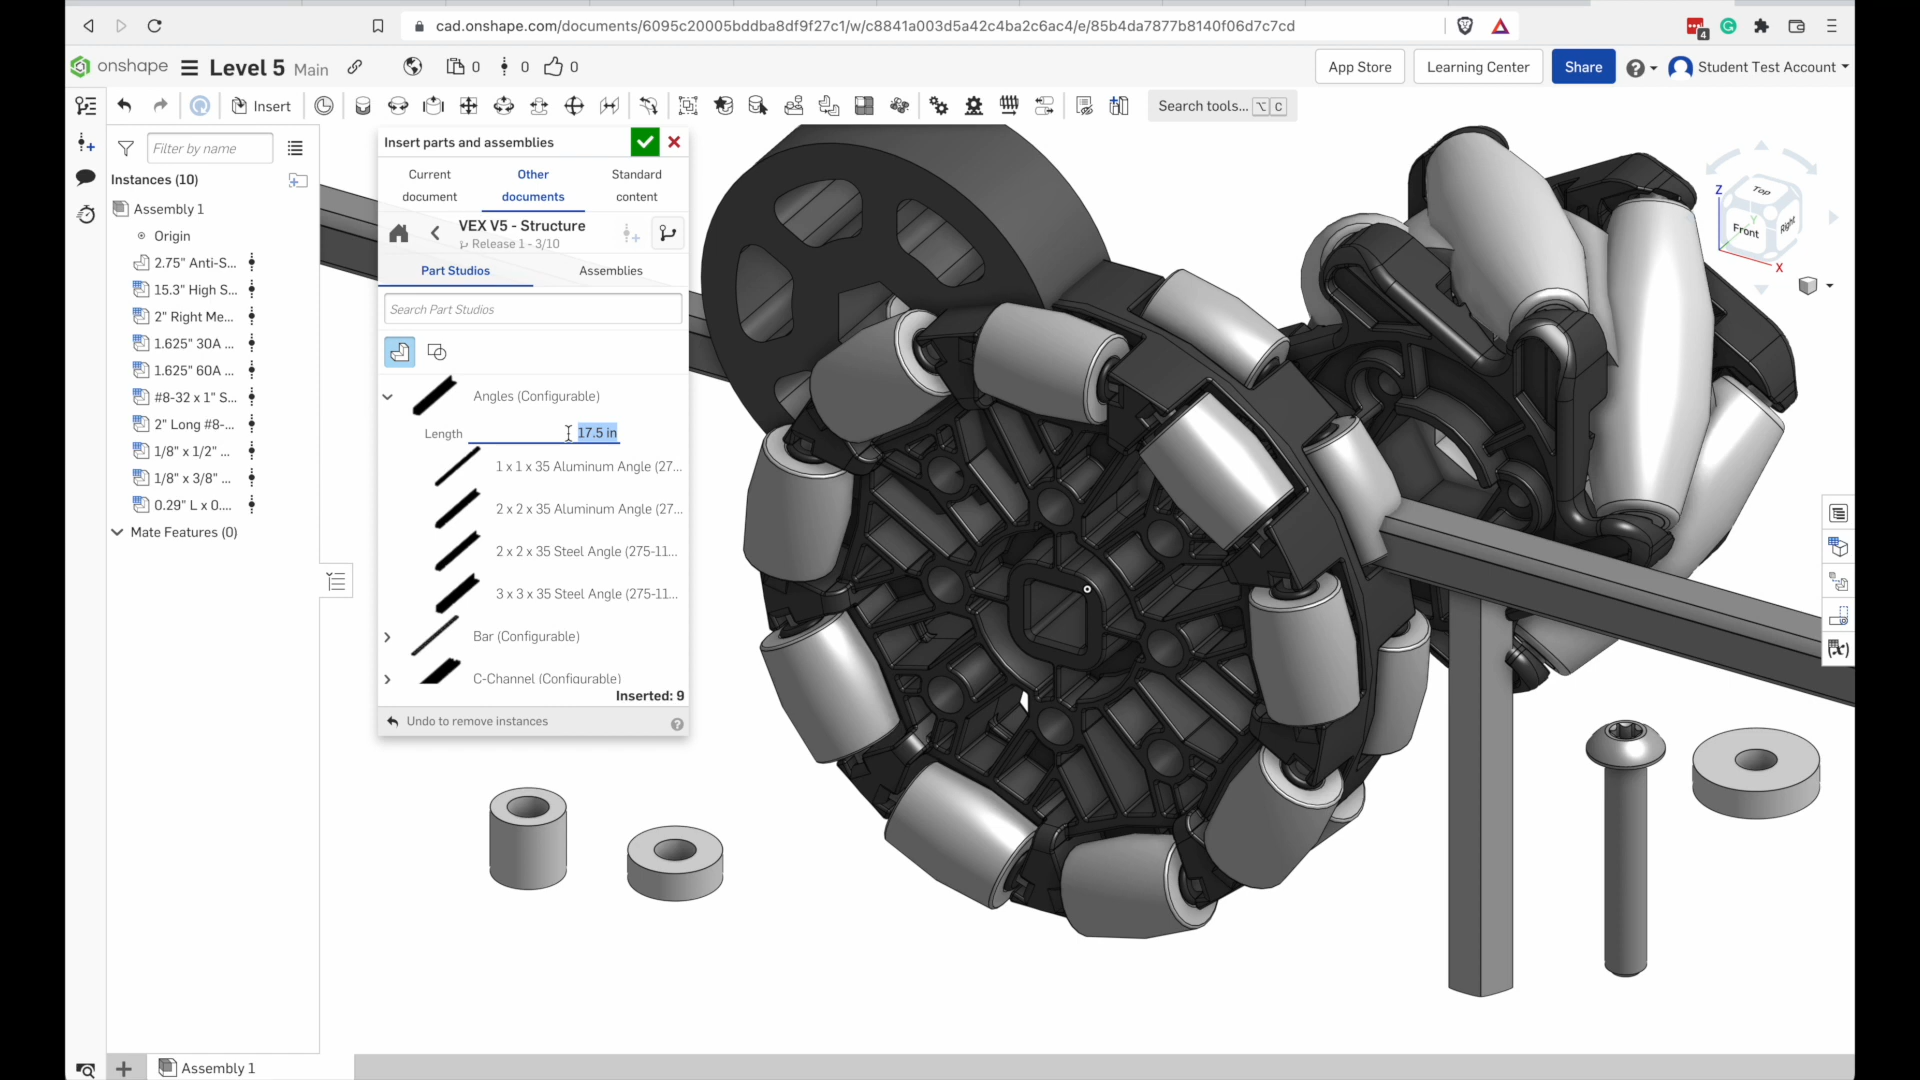 cad.onshape.com/documents/6095c20005bddba8df9f27c1/w/c8841a003d5a42c4ba2c6ac4/e/85b4da7877b8140f06d7c7cd
4
onshape
Level 5 Main
0
0
0
App Store
Learning Center
Share
Student Test Account
Insert
Search tools... ⌥ C
Filter by name
Instances (10)
Assembly 1
Origin
2.75" Anti-S...
15.3" High S...
2" Right Me...
1.625" 30A ...
1.625" 60A ...
#8-32 x 1" S...
2" Long #8-...
1/8" x 1/2" ...
1/8" x 3/8" ...
0.29" L x 0....
Mate Features (0)
Insert parts and assemblies
Current document
Other documents
Standard content
VEX V5 - Structure
Release 1 - 3/10
Part Studios
Assemblies
Search Part Studios
Angles (Configurable)
Length 17.5 in
1 x 1 x 35 Aluminum Angle (27...
2 x 2 x 35 Aluminum Angle (27...
2 x 2 x 35 Steel Angle (275-11...
3 x 3 x 35 Steel Angle (275-11...
Bar (Configurable)
C-Channel (Configurable)
Inserted: 9
Undo to remove instances
Z
Top
Y
Front
Right
X
Assembly 1